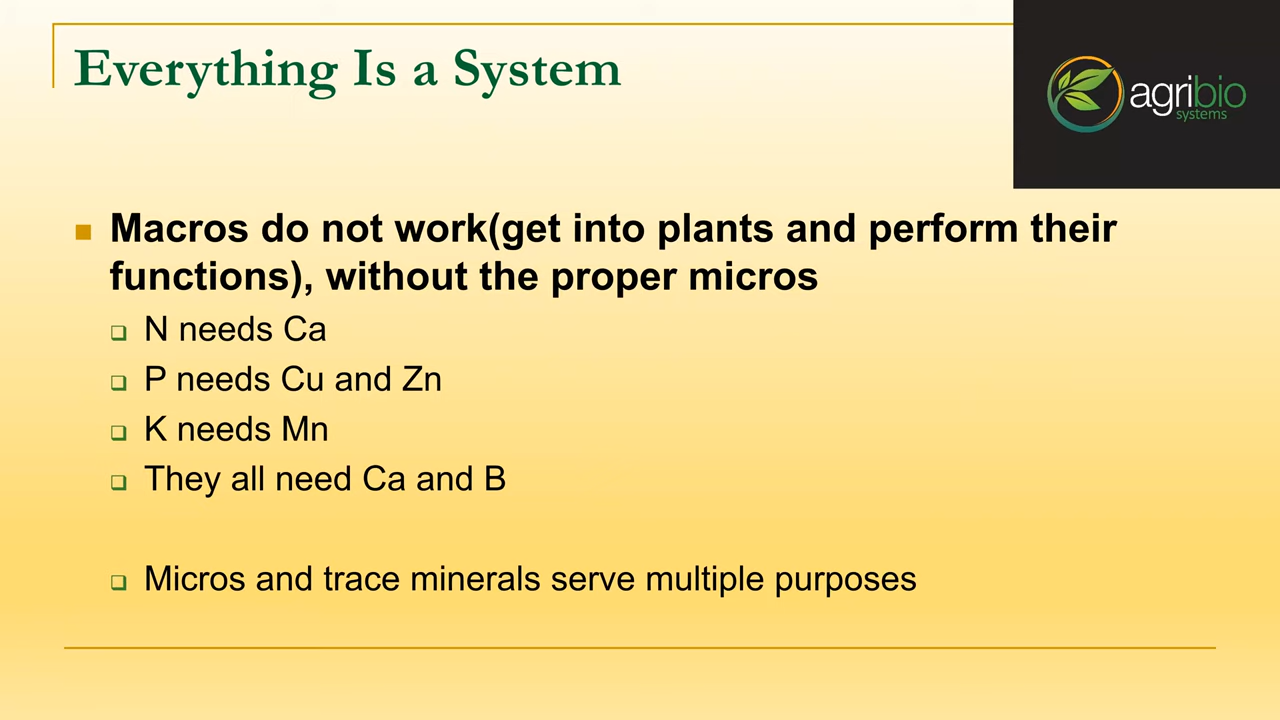 Everything Is a System
agribio
systems
Macros do not work(get into plants and perform their
functions), without the proper micros
N needs Ca
P needs Cu and Zn
K needs Mn
They all need Ca and B
Micros and trace minerals serve multiple purposes